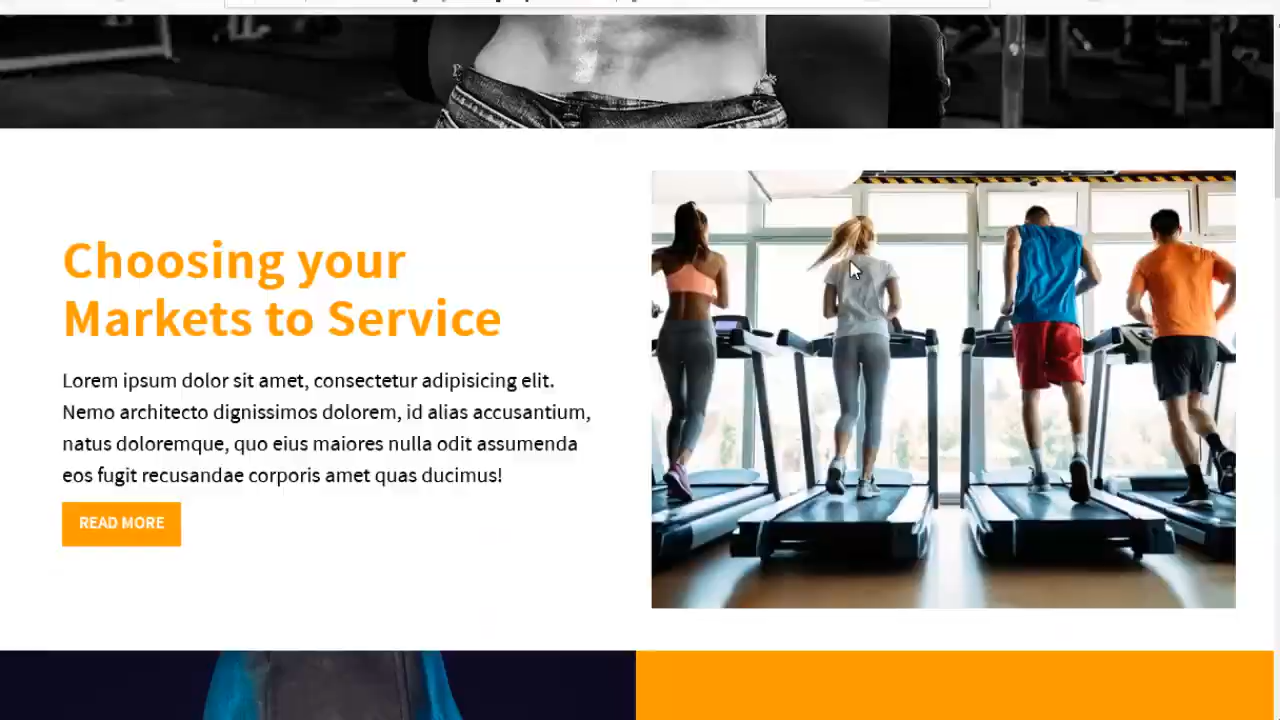 Choosing your
Markets to Service
Lorem ipsum dolor sit amet, consectetur adipisicing elit.
Nemo architecto dignissimos dolorem, id alias accusantium,
natus doloremque, quo eius maiores nulla odit assumenda
eos fugit recusandae corporis amet quas ducimus!
READ MORE